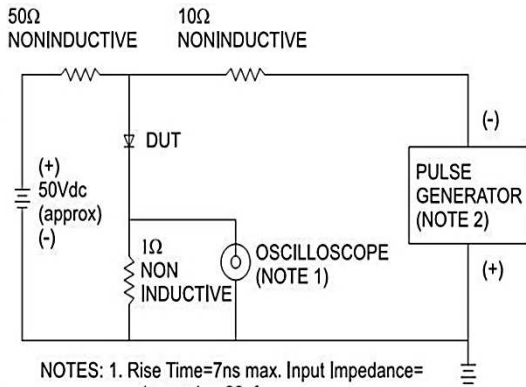 50Ω
NONINDUCTIVE
10Ω
NONINDUCTIVE
DUT
(+)
50Vdc
(approx)
(-)
1Ω
NON
INDUCTIVE
OSCILLOSCOPE
(NOTE 1)
(-)
PULSE
GENERATOR
(NOTE 2)
(+)
NOTES: 1. Rise Time=7ns max. Input Impedance=